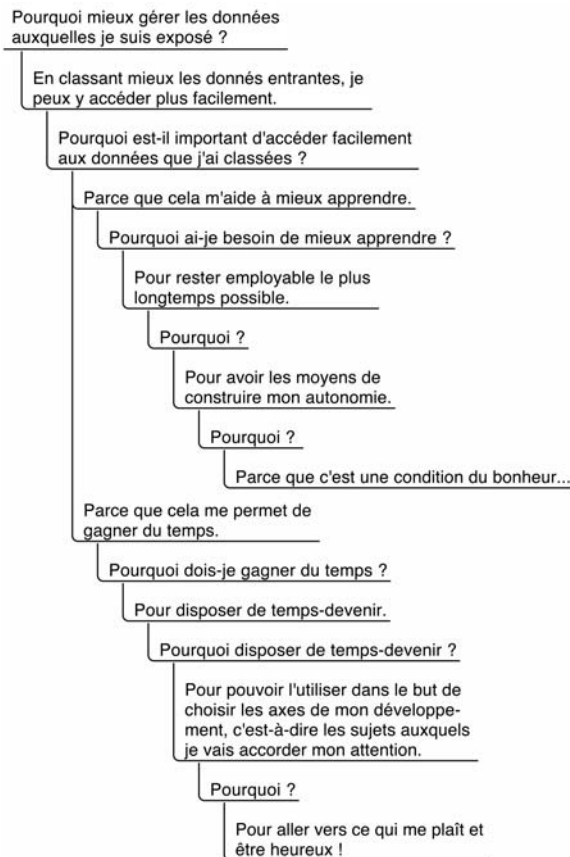 Pourquoi mieux gérer les données
auxquelles je suis exposé ?
En classant mieux les donnés entrantes, je
peux y accéder plus facilement.
Pourquoi est-il important d'accéder facilement
aux données que j'ai classées ?
Parce que cela m'aide à mieux apprendre.
Pourquoi ai-je besoin de mieux apprendre ?
Pour rester employable le plus
longtemps possible.
Pourquoi ?
Pour avoir les moyens de
construire mon autonomie.
Pourquoi ?
Parce que c'est une condition du bonheur...
Parce que cela me permet de
gagner du temps.
Pourquoi dois-je gagner du temps ?
Pour disposer de temps-devenir.
Pourquoi disposer de temps-devenir ?
Pour pouvoir l'utiliser dans le but de
choisir les axes de mon développe-
ment, c'est-à-dire les sujets auxquels
je vais accorder mon attention.
Pourquoi ?
Pour aller vers ce qui me plaît et
être heureux !